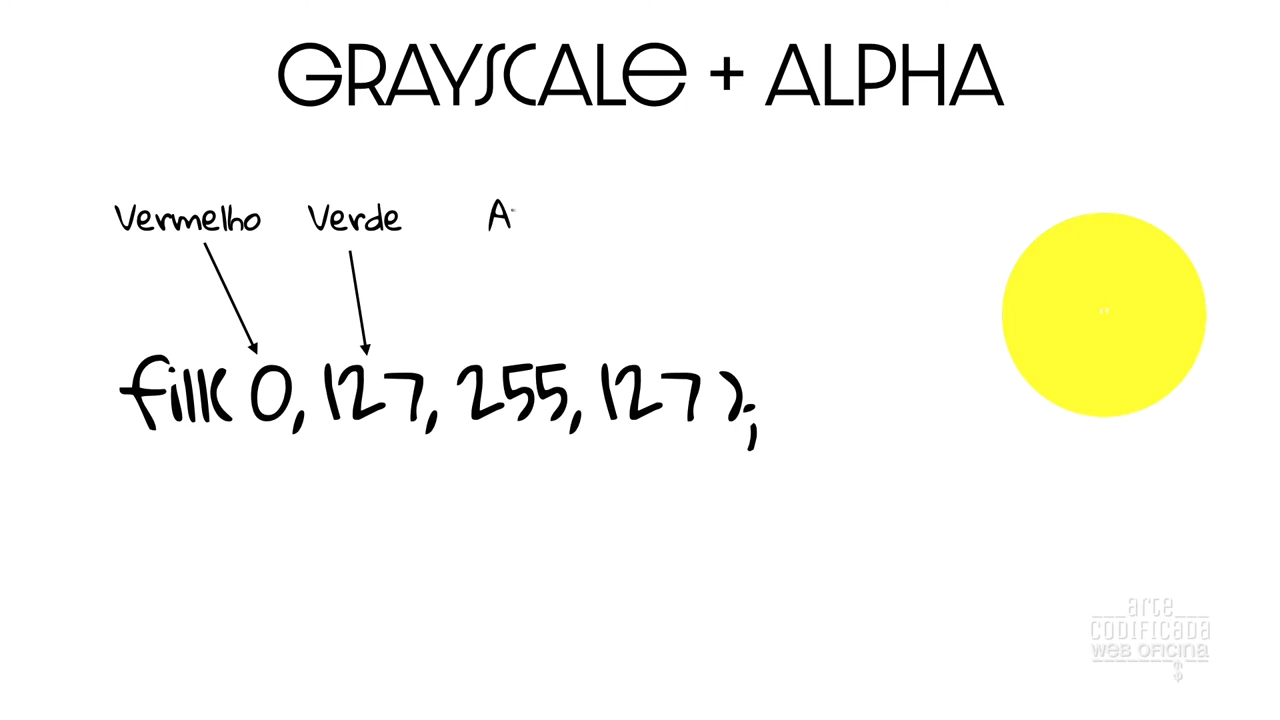 GRAYSCALE + ALPHA
Vermelho Verde A
fill( 0, 127, 255, 127 );
arte
CODIFICADA
WEB OFICINA